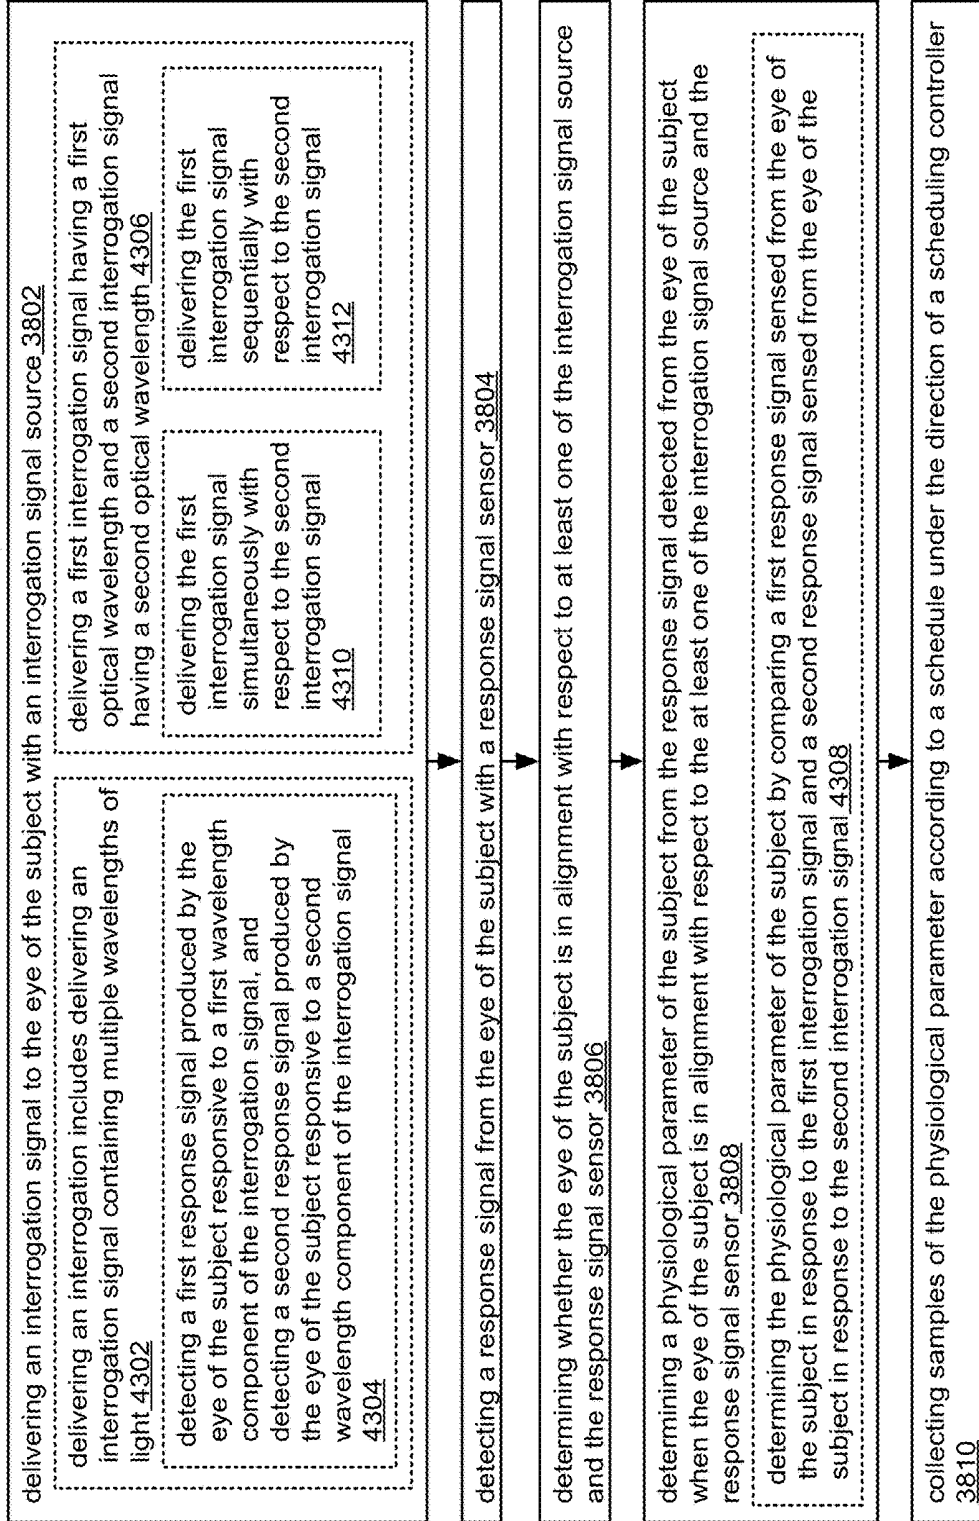 delivering an interrogation signal to the eye of the subject with an interrogation signal source 3802
delivering an interrogation includes delivering an
interrogation signal containing multiple wavelengths of
light 4302
detecting a first response signal produced by the
eye of the subject responsive to a first wavelength
component of the interrogation signal, and
detecting a second response signal produced by
the eye of the subject responsive to a second
wavelength component of the interrogation signal
4304
delivering a first interrogation signal having a first
optical wavelength and a second interrogation signal
having a second optical wavelength 4306
delivering the first
interrogation signal
simultaneously with
respect to the second
interrogation signal
4310
delivering the first
interrogation signal
sequentially with
respect to the second
interrogation signal
4312
detecting a response signal from the eye of the subject with a response signal sensor 3804
determining whether the eye of the subject is in alignment with respect to at least one of the interrogation signal source
and the response signal sensor 3806
determining a physiological parameter of the subject from the response signal detected from the eye of the subject
when the eye of the subject is in alignment with respect to the at least one of the interrogation signal source and the
response signal sensor 3808
determining the physiological parameter of the subject by comparing a first response signal sensed from the eye of
the subject in response to the first interrogation signal and a second response signal sensed from the eye of the
subject in response to the second interrogation signal 4308
collecting samples of the physiological parameter according to a schedule under the direction of a scheduling controller
3810